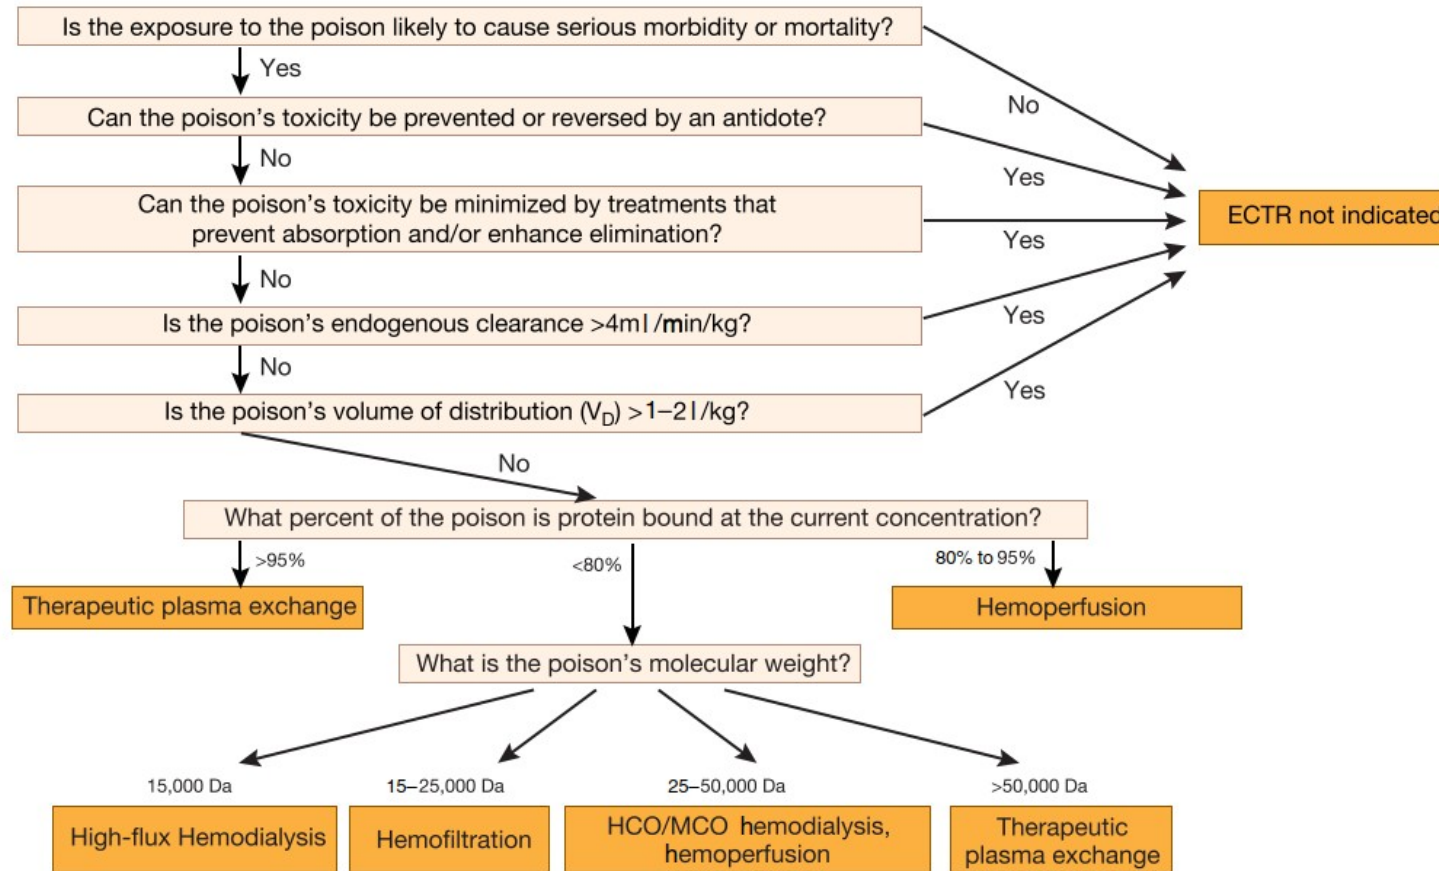 Is the exposure to the poison likely to cause serious morbidity or mortality?
Yes
No
Can the poison's toxicity be prevented or reversed by an antidote?
No
Yes
Can the poison's toxicity be minimized by treatments that
prevent absorption and/or enhance elimination?
ECTR not indicated
Yes
No
Is the poison's endogenous clearance >4ml/min/kg?
Yes
No
Is the poison's volume of distribution (VD) >1–2l/kg?
Yes
No
What percent of the poison is protein bound at the current concentration?
>95%
<80%
80% to 95%
Therapeutic plasma exchange
Hemoperfusion
What is the poison's molecular weight?
15,000 Da
15–25,000 Da
25–50,000 Da
>50,000 Da
High-flux Hemodialysis
Hemofiltration
HCO/MCO hemodialysis,
hemoperfusion
Therapeutic
plasma exchange